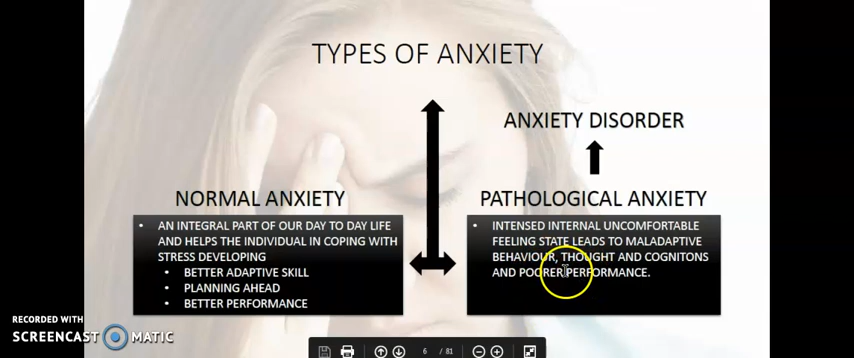 TYPES OF ANXIETY
ANXIETY DISORDER
NORMAL ANXIETY
• AN INTEGRAL PART OF OUR DAY TO DAY LIFE
AND HELPS THE INDIVIDUAL IN COPING WITH
STRESS DEVELOPING
• BETTER ADAPTIVE SKILL
• PLANNING AHEAD
• BETTER PERFORMANCE
PATHOLOGICAL ANXIETY
• INTENSED INTERNAL UNCOMFORTABLE
FEELING STATE LEADS TO MALADAPTIVE
BEHAVIOUR, THOUGHT AND COGNITONS
AND POORER PERFORMANCE.
RECORDED WITH
SCREENCAST MATIC
6 / 81